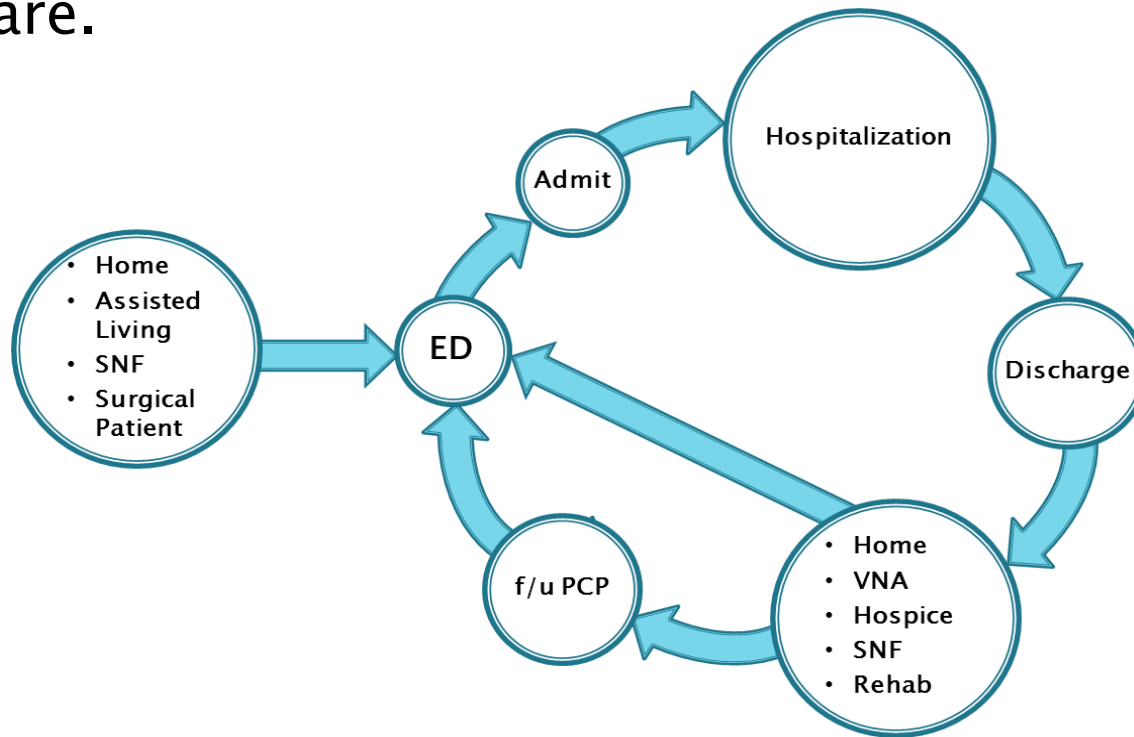 are.
Hospitalization
Admit
• Home
• Assisted
Living
• SNF
• Surgical
Patient
ED
Discharge
• Home
• VNA
• Hospice
• SNF
• Rehab
f/u PCP